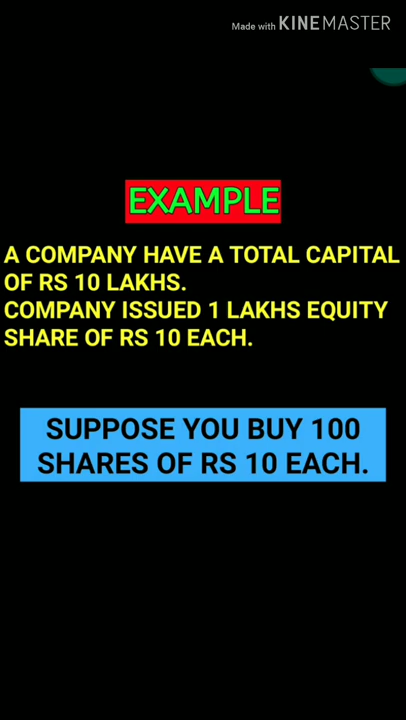 Made with KINEMASTER
EXAMPLE
A COMPANY HAVE A TOTAL CAPITAL
OF RS 10 LAKHS.
COMPANY ISSUED 1 LAKHS EQUITY
SHARE OF RS 10 EACH.
SUPPOSE YOU BUY 100
SHARES OF RS 10 EACH.